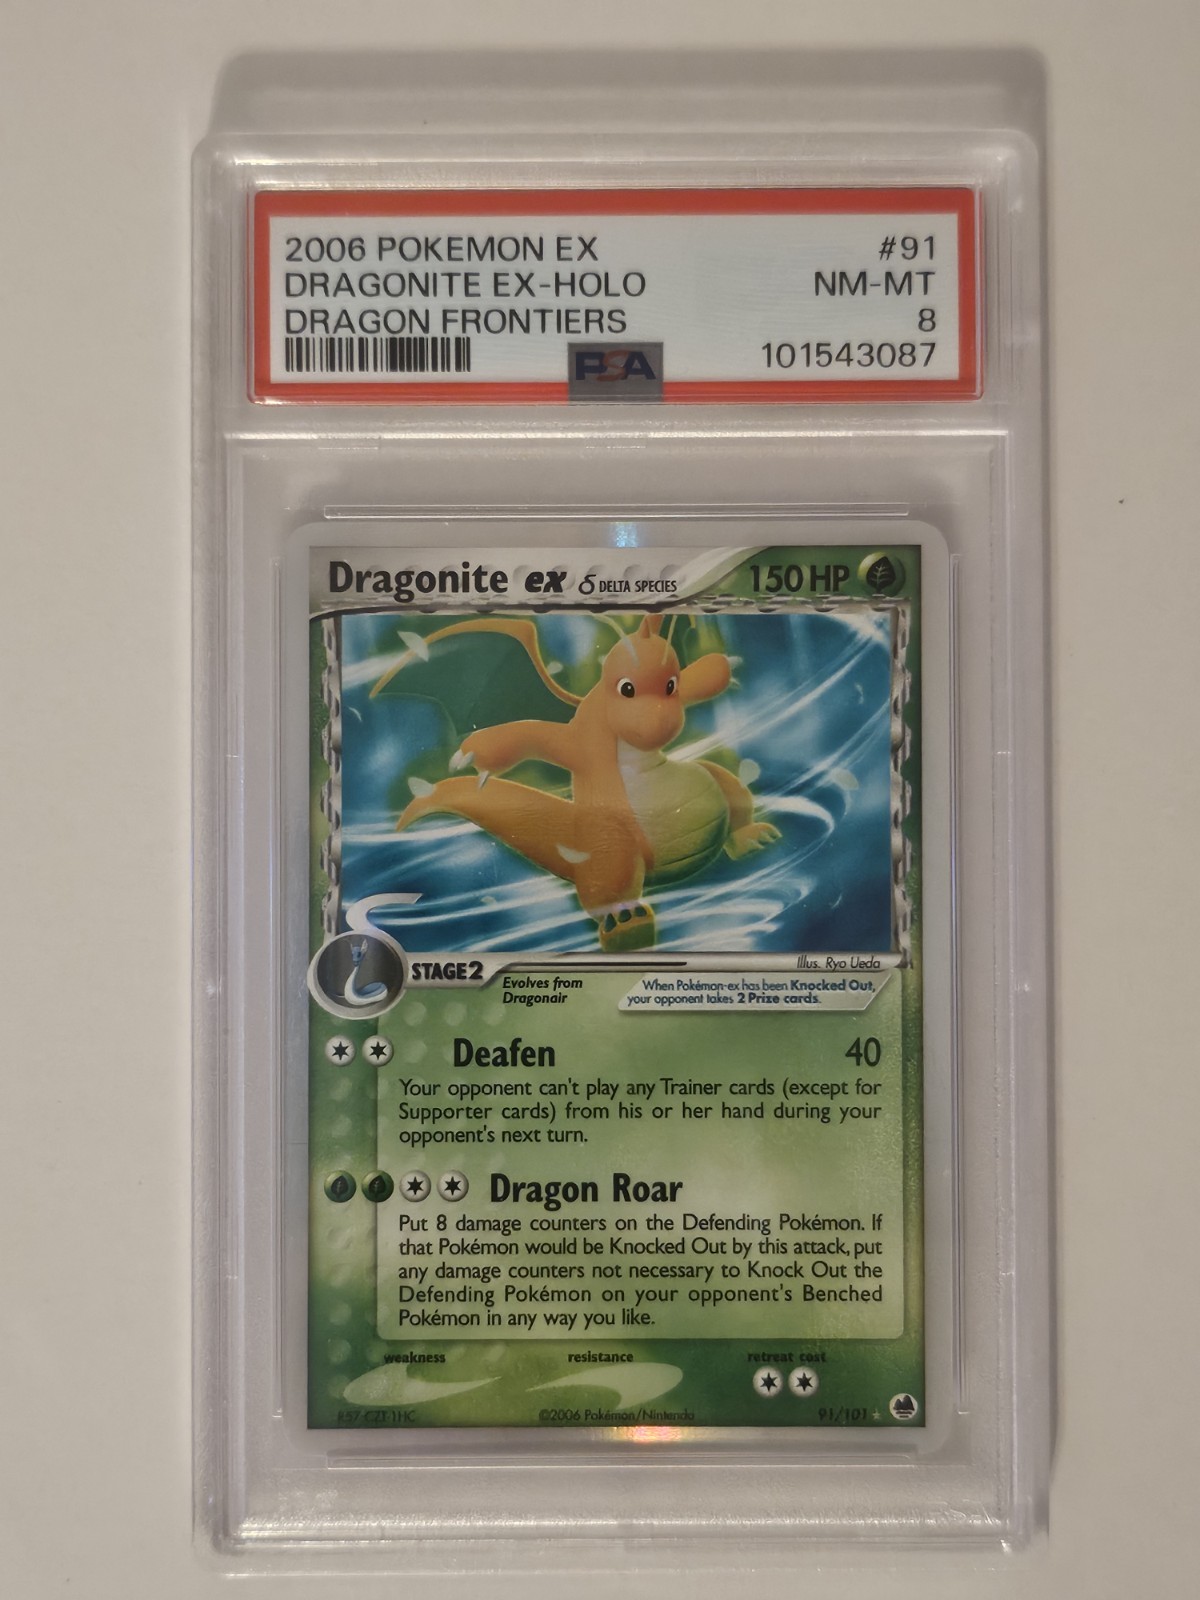 2006 POKEMON EX #91
DRAGONITE EX-HOLO NM-MT
DRAGON FRONTIERS 8
PSA 101543087
Dragonite ex δ DELTA SPECIES 150 HP
Illus. Ryo Ueda
STAGE 2
Evolves from
Dragonair
When Pokémon-ex has been Knocked Out,
your opponent takes 2 Prize cards.
Deafen 40
Your opponent can't play any Trainer cards (except for
Supporter cards) from his or her hand during your
opponent's next turn.
Dragon Roar
Put 8 damage counters on the Defending Pokémon. If
that Pokémon would be Knocked Out by this attack, put
any damage counters not necessary to Knock Out the
Defending Pokémon on your opponent's Benched
Pokémon in any way you like.
weakness resistance retreat cost
©2006 Pokémon/Nintendo 91/101